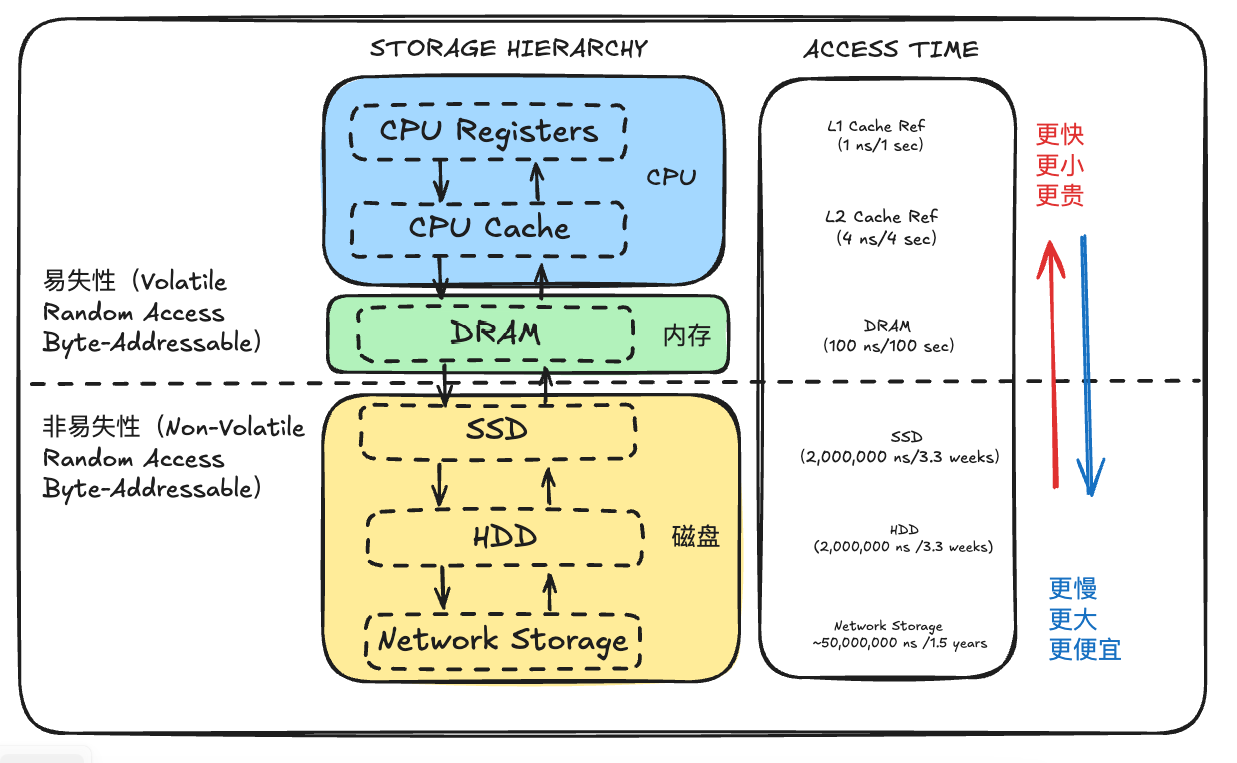 STORAGE HIERARCHY
ACCESS TIME
CPU Registers
CPU
CPU Cache
易失性（Volatile
Random Access
Byte-Addressable）
DRAM
内存
非易失性（Non-Volatile
Random Access
Byte-Addressable）
SSD
HDD
磁盘
Network Storage
L1 Cache Ref
(1 ns/1 sec)
L2 Cache Ref
(4 ns/4 sec)
DRAM
(100 ns/100 sec)
SSD
(2,000,000 ns/3.3 weeks)
HDD
(2,000,000 ns /3.3 weeks)
Network Storage
~50,000,000 ns /1.5 years
更快
更小
更贵
更慢
更大
更便宜